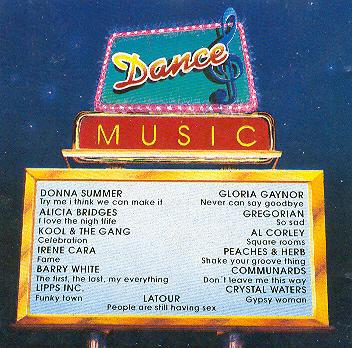 Dance
MUSIC
DONNA SUMMER
Try me i think we can make it
ALICIA BRIDGES
I love the nigh tlife
KOOL & THE GANG
Celebration
IRENE CARA
Fame
BARRY WHITE
The first, the last, my everything
LIPPS INC.
Funky town
GLORIA GAYNOR
Never can say goodbye
GREGORIAN
So sad
AL CORLEY
Square rooms
PEACHES & HERB
Shake your groove thing
COMMUNARDS
Don´t leave me this way
CRYSTAL WATERS
Gypsy woman
LATOUR
People are still having sex